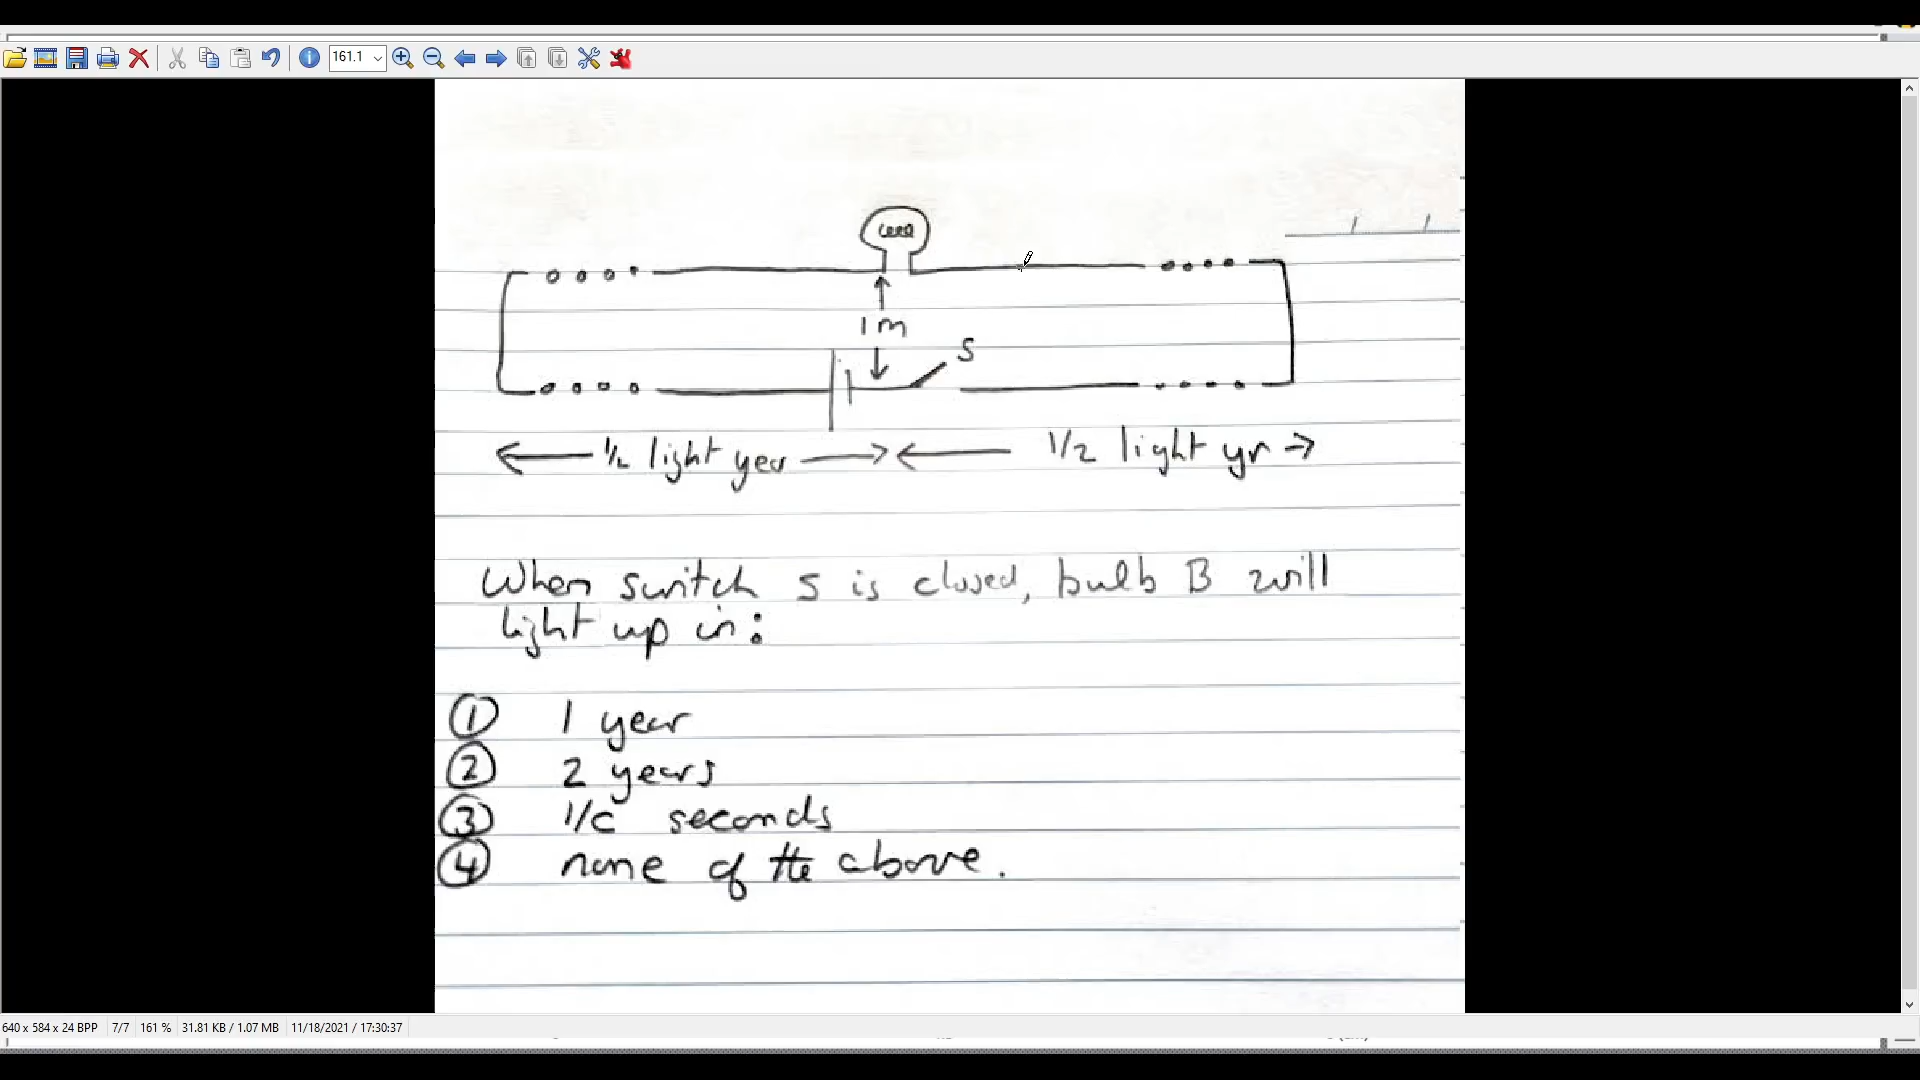 161.1
1m
S
½ light year
1/2 light yr
When switch S is closed, bulb B will
light up in:
① 1 year
② 2 years
③ 1/c seconds
④ none of the above.
640 x 584 x 24 BPP 7/7 161 % 31.81 KB / 1.07 MB 11/18/2021 / 17:30:37